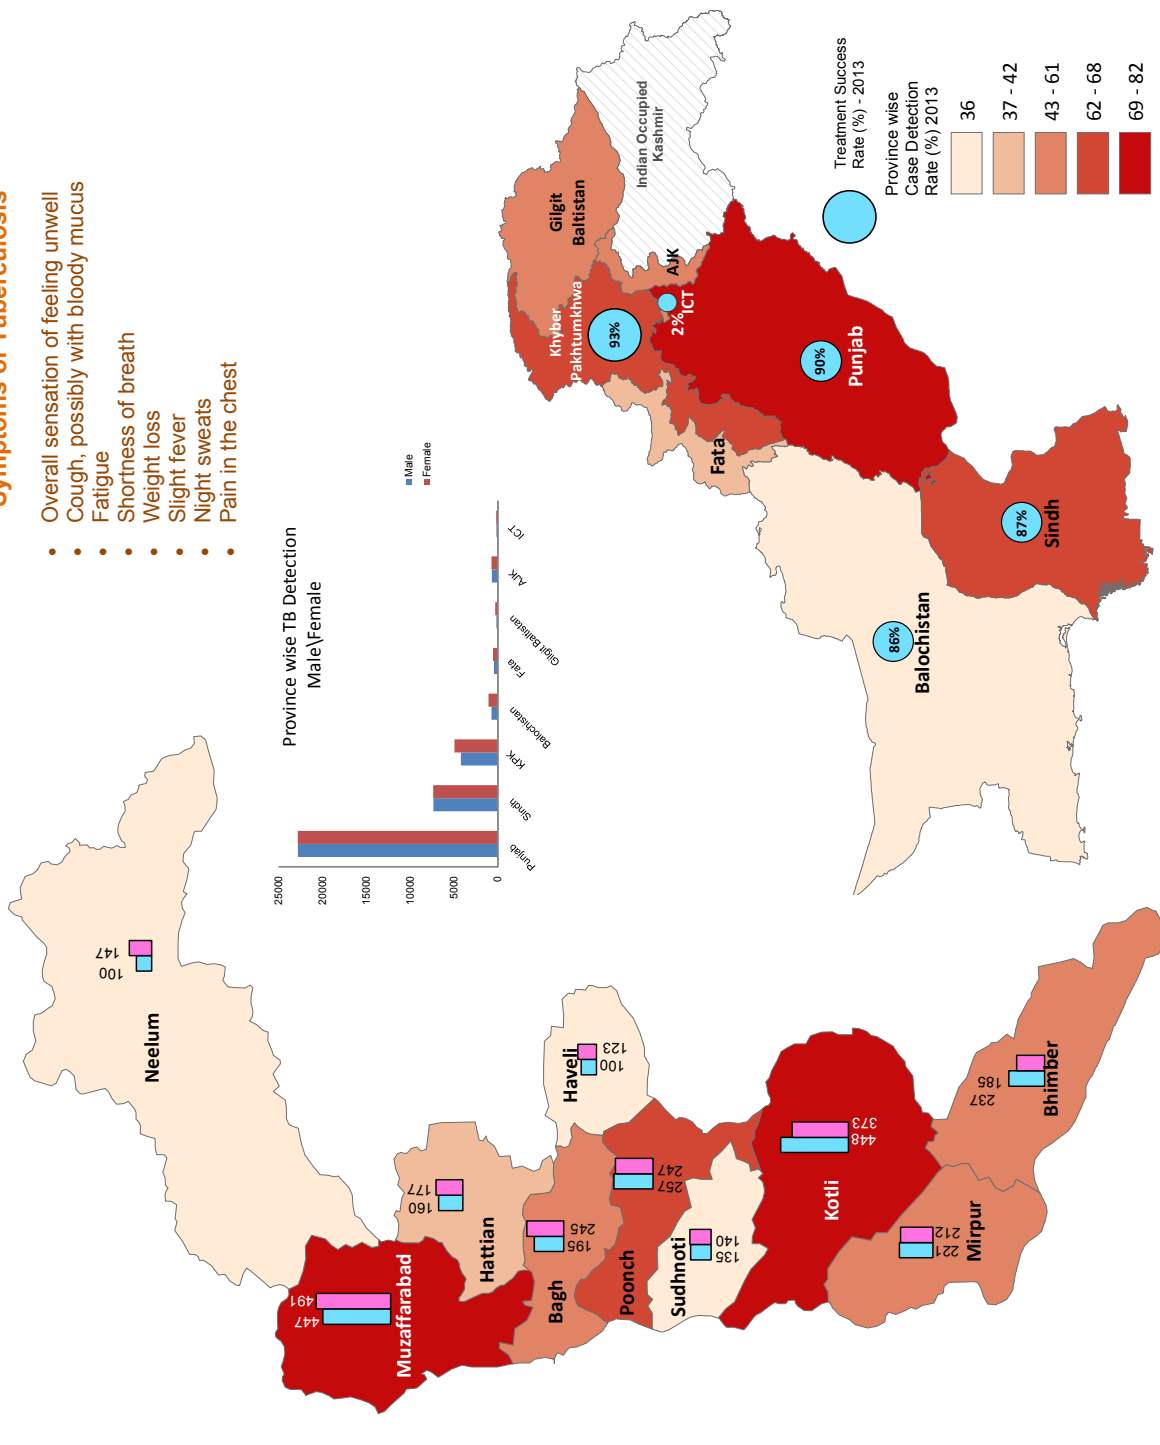 Symptoms of Tuberculosis
• Overall sensation of feeling unwell
• Cough, possibly with bloody mucus
• Fatigue
• Shortness of breath
• Weight loss
• Slight fever
• Night sweats
• Pain in the chest
Neelum
100
147
Muzaffarabad
447
491
Hattian
160
177
Haveli
100
123
Bagh
195
245
Poonch
257
247
Sudhnoti
135
140
Kotli
448
373
Mirpur
221
212
Bhimber
237
185
Province wise TB Detection
Male\Female
25000
20000
15000
10000
5000
0
Punjab
Sindh
KPK
Balochistan
Fata
Gilgit Baltistan
AJK
ICT
Male
Female
Gilgit
Baltistan
Indian Occupied
Kashmir
Khyber
Pakhtumkhwa
93%
AJK
2%
ICT
Fata
90%
Punjab
86%
Balochistan
87%
Sindh
Treatment Success
Rate (%) - 2013
Province wise
Case Detection
Rate (%) 2013
36
37 - 42
43 - 61
62 - 68
69 - 82